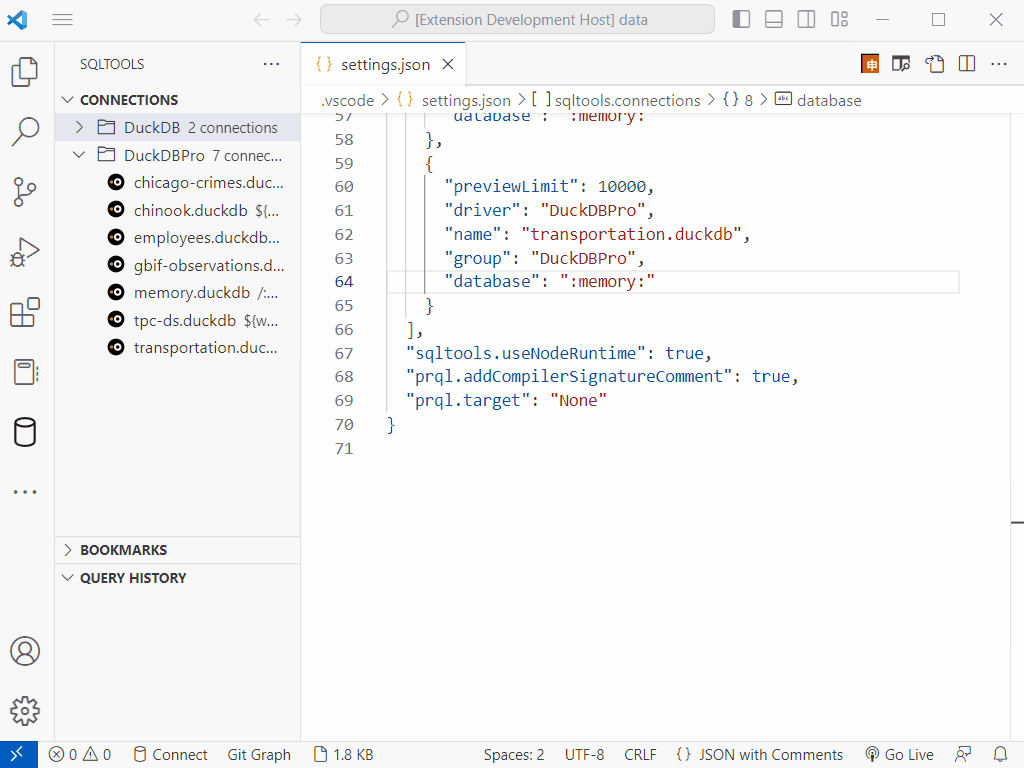 [Extension Development Host] data
SQLTOOLS
CONNECTIONS
DuckDB 2 connections
DuckDBPro 7 connec...
chicago-crimes.duc...
chinook.duckdb ${...
employees.duckdb...
gbif-observations.d...
memory.duckdb /:...
tpc-ds.duckdb ${w...
transportation.duc...
BOOKMARKS
QUERY HISTORY
{} settings.json
.vscode > {} settings.json > [ ] sqltools.connections > {} 8 > abc database
57 "database": ":memory:"
58 },
59 {
60 "previewLimit": 10000,
61 "driver": "DuckDBPro",
62 "name": "transportation.duckdb",
63 "group": "DuckDBPro",
64 "database": ":memory:"
65 }
66 ],
67 "sqltools.useNodeRuntime": true,
68 "prql.addCompilerSignatureComment": true,
69 "prql.target": "None"
70 }
71
0 0 Connect Git Graph 1.8 KB Spaces: 2 UTF-8 CRLF {} JSON with Comments Go Live